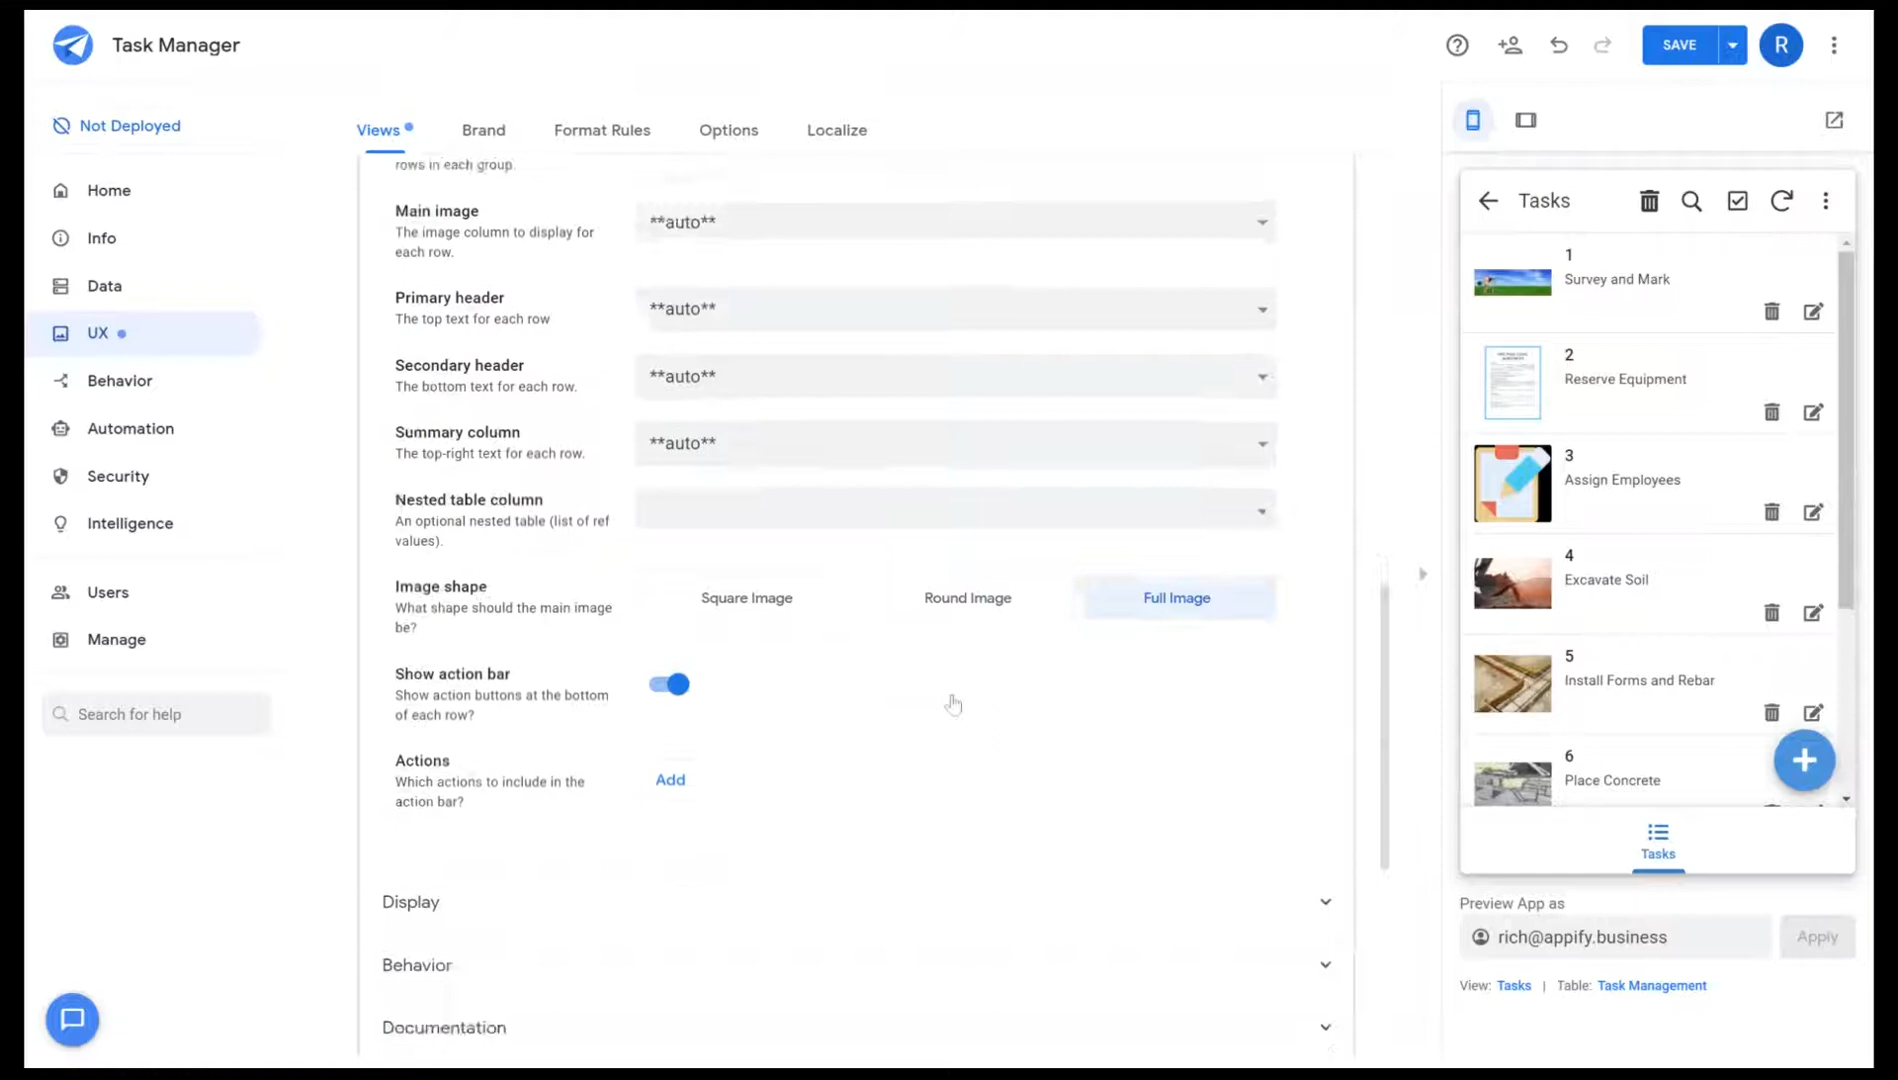 Task Manager
SAVE
R
Not Deployed
Home
Info
Data
UX
Behavior
Automation
Security
Intelligence
Users
Manage
Search for help
Views
Brand
Format Rules
Options
Localize
rows in each group.
Main image
The image column to display for
each row.
**auto**
Primary header
The top text for each row
**auto**
Secondary header
The bottom text for each row.
**auto**
Summary column
The top-right text for each row.
**auto**
Nested table column
An optional nested table (list of ref
values).
Image shape
What shape should the main image
be?
Square Image
Round Image
Full Image
Show action bar
Show action buttons at the bottom
of each row?
Actions
Which actions to include in the
action bar?
Add
Display
Behavior
Documentation
Tasks
1
Survey and Mark
2
Reserve Equipment
3
Assign Employees
4
Excavate Soil
5
Install Forms and Rebar
6
Place Concrete
Tasks
Preview App as
rich@appify.business
Apply
View: Tasks | Table: Task Management